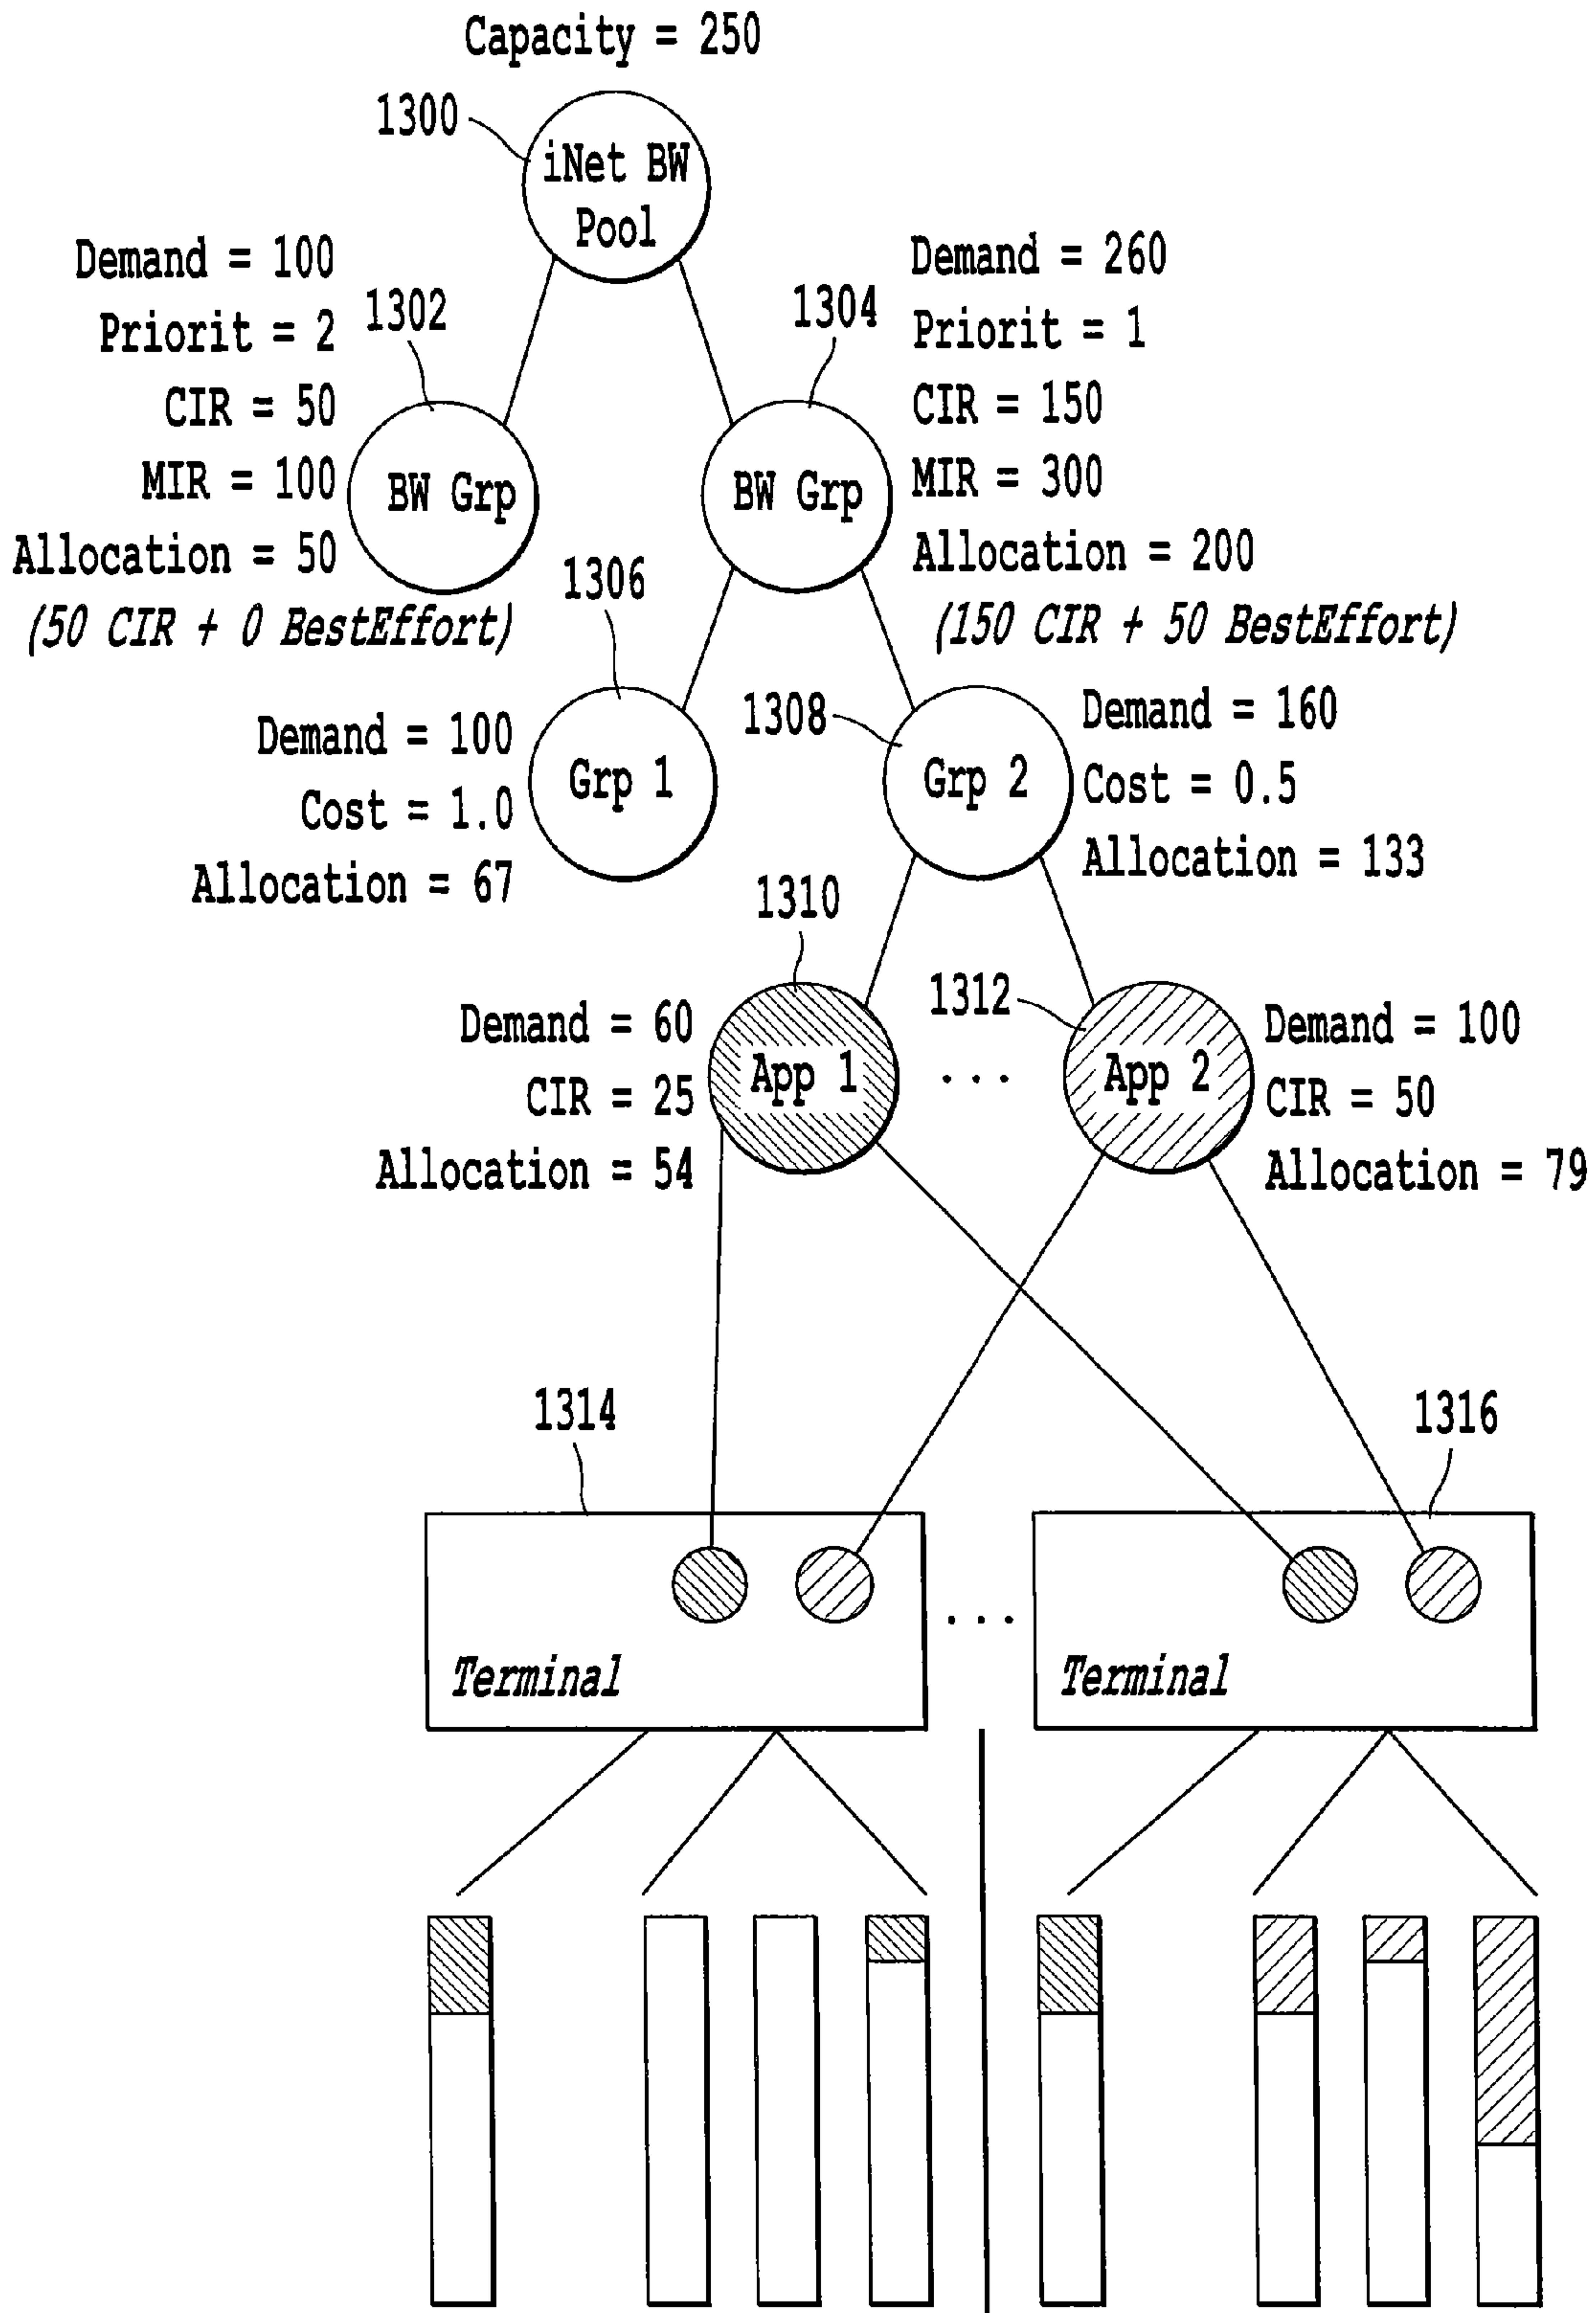 Capacity = 250
1300
iNet BW
Pool
Demand = 100
Priorit = 2
CIR = 50
MIR = 100
Allocation = 50
(50 CIR + 0 BestEffort)
1302
BW Grp
1304
BW Grp
Demand = 260
Priorit = 1
CIR = 150
MIR = 300
Allocation = 200
(150 CIR + 50 BestEffort)
1306
Demand = 100
Cost = 1.0
Allocation = 67
Grp 1
1308
Grp 2
Demand = 160
Cost = 0.5
Allocation = 133
1310
Demand = 60
CIR = 25
Allocation = 54
App 1
...
1312
App 2
Demand = 100
CIR = 50
Allocation = 79
1314
Terminal
...
1316
Terminal